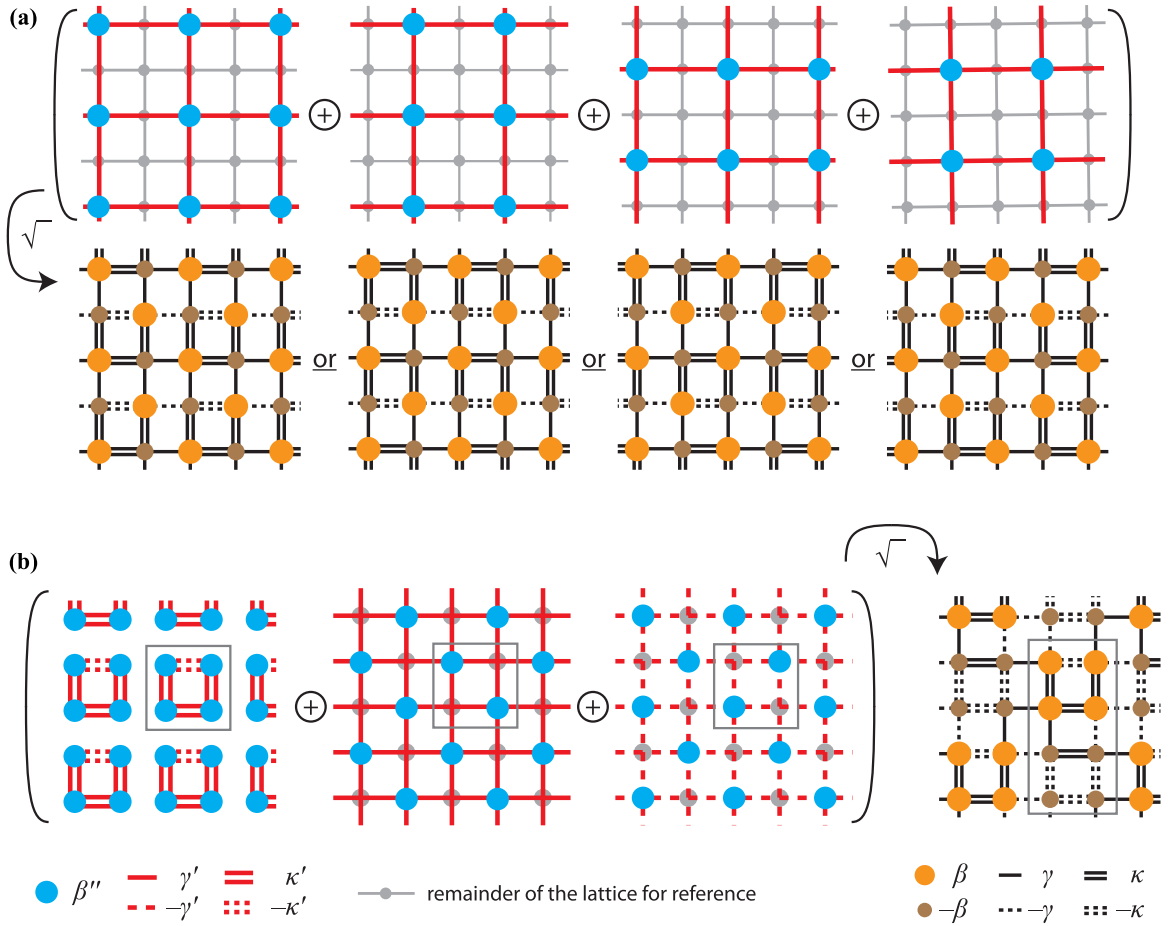 (a)
+ + +
√
or or or
(b)
√
+ +
β″ γ′ κ′ remainder of the lattice for reference β γ κ
−γ′ −κ′ −β −γ −κ